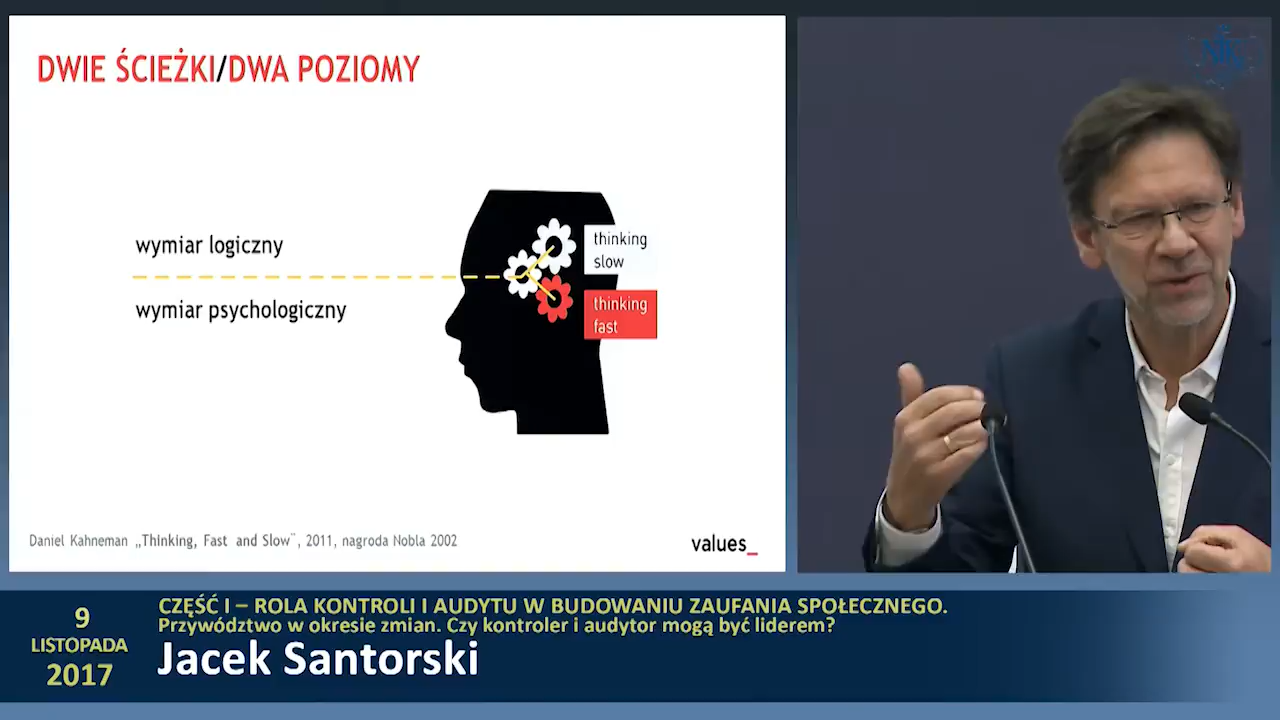 DWIE ŚCIEŻKI/DWA POZIOMY
wymiar logiczny
wymiar psychologiczny
thinking
slow
thinking
fast
Daniel Kahneman „Thinking, Fast and Slow”, 2011, nagroda Nobla 2002
values_
9
LISTOPADA
2017
CZĘŚĆ I – ROLA KONTROLI I AUDYTU W BUDOWANIU ZAUFANIA SPOŁECZNEGO.
Przywództwo w okresie zmian. Czy kontroler i audytor mogą być liderem?
Jacek Santorski